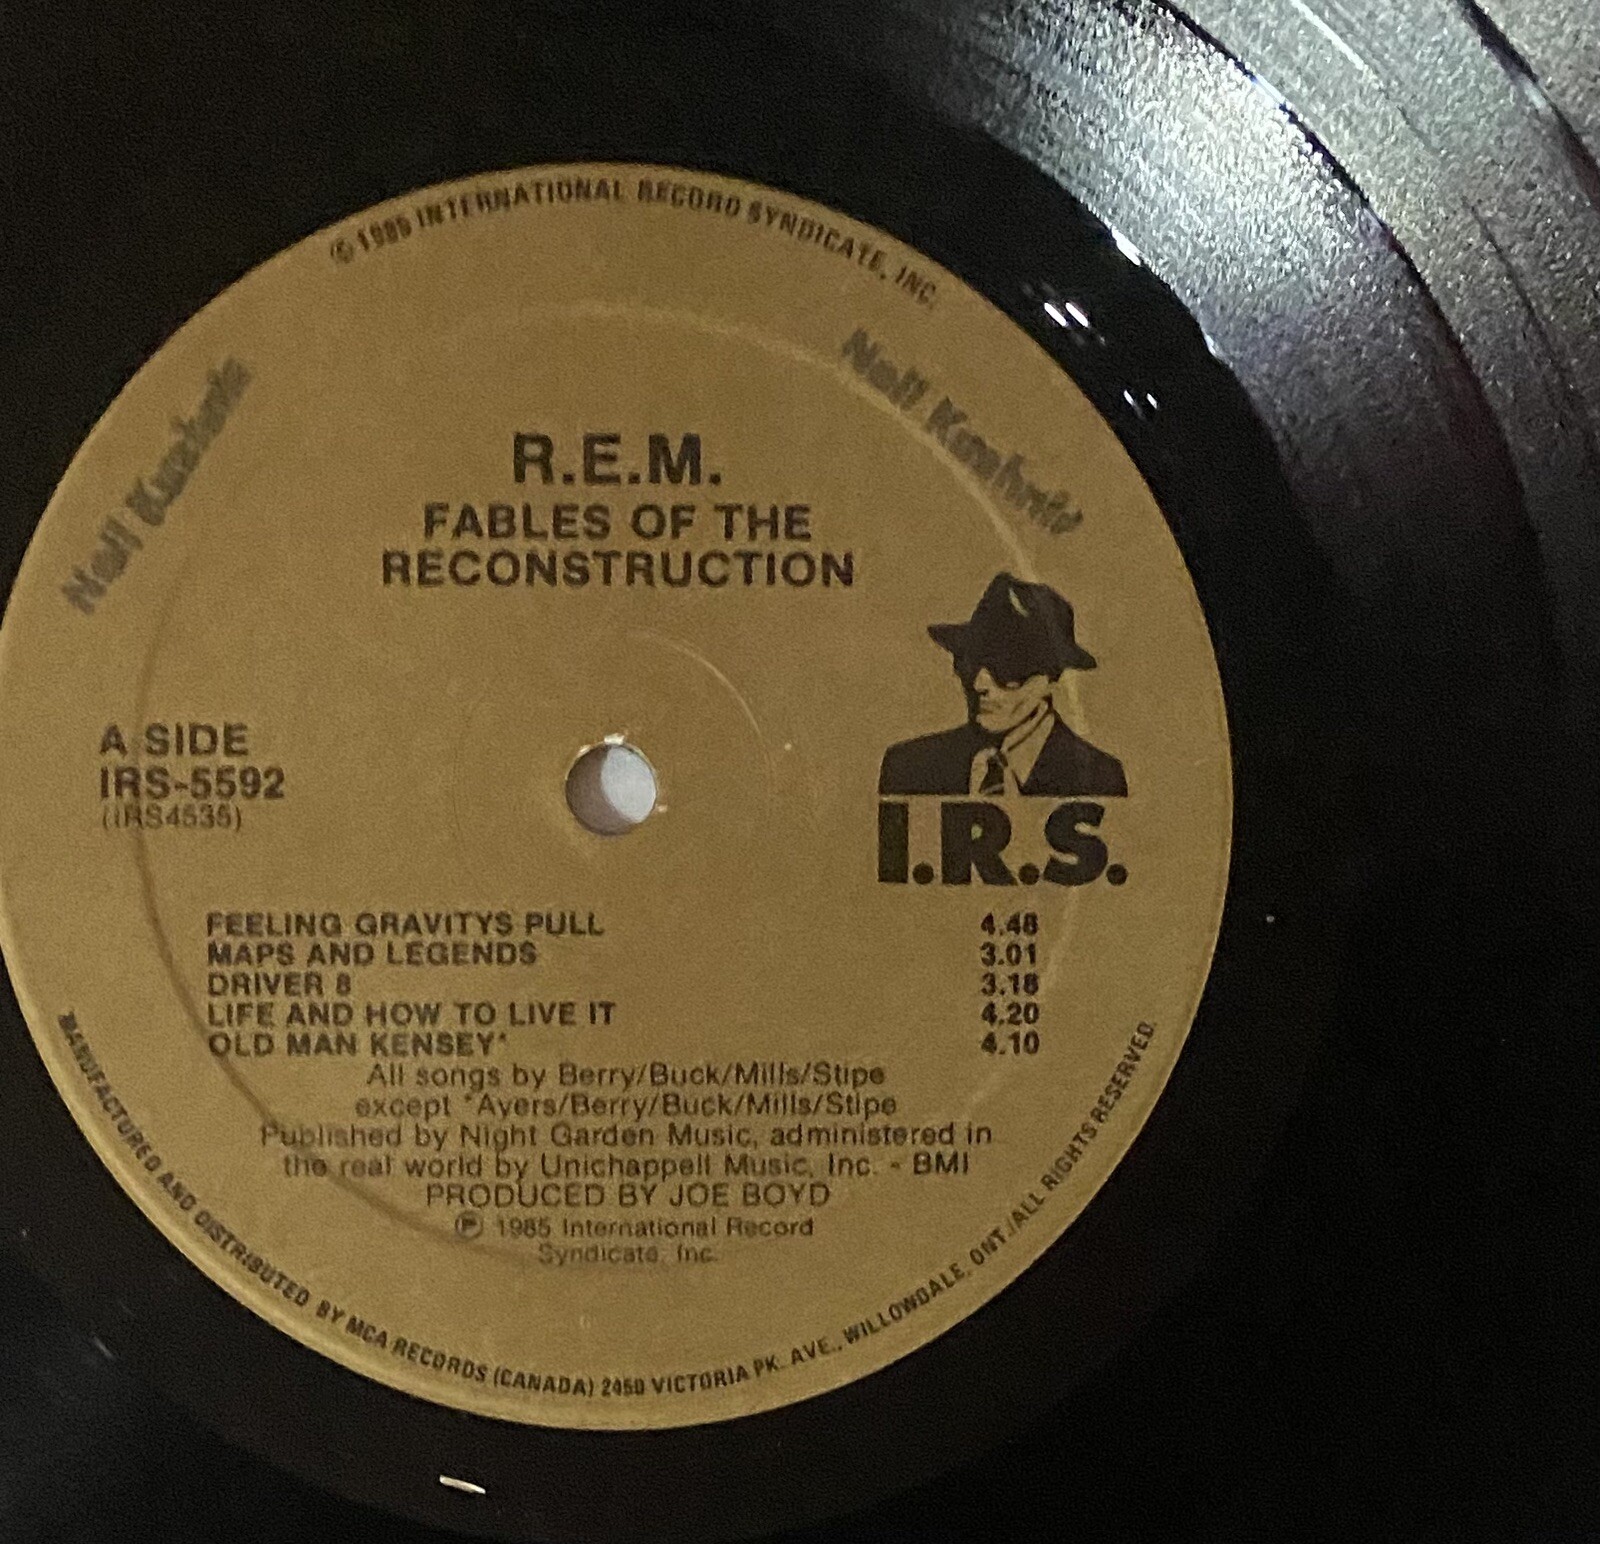 © 1985 INTERNATIONAL RECORD SYNDICATE, INC.
Neil
Neil
R.E.M.
FABLES OF THE
RECONSTRUCTION
A SIDE
IRS-5592
(IRS4535)
I.R.S.
FEELING GRAVITYS PULL 4.48
MAPS AND LEGENDS 3.01
DRIVER 8 3.18
LIFE AND HOW TO LIVE IT 4.20
OLD MAN KENSEY* 4.10
All songs by Berry/Buck/Mills/Stipe
except *Ayers/Berry/Buck/Mills/Stipe
Published by Night Garden Music, administered in
the real world by Unichappell Music, Inc. - BMI
PRODUCED BY JOE BOYD
℗ 1985 International Record
Syndicate, Inc.
MANUFACTURED AND DISTRIBUTED BY MCA RECORDS (CANADA) 2450 VICTORIA PK. AVE., WILLOWDALE, ONT./ALL RIGHTS RESERVED.